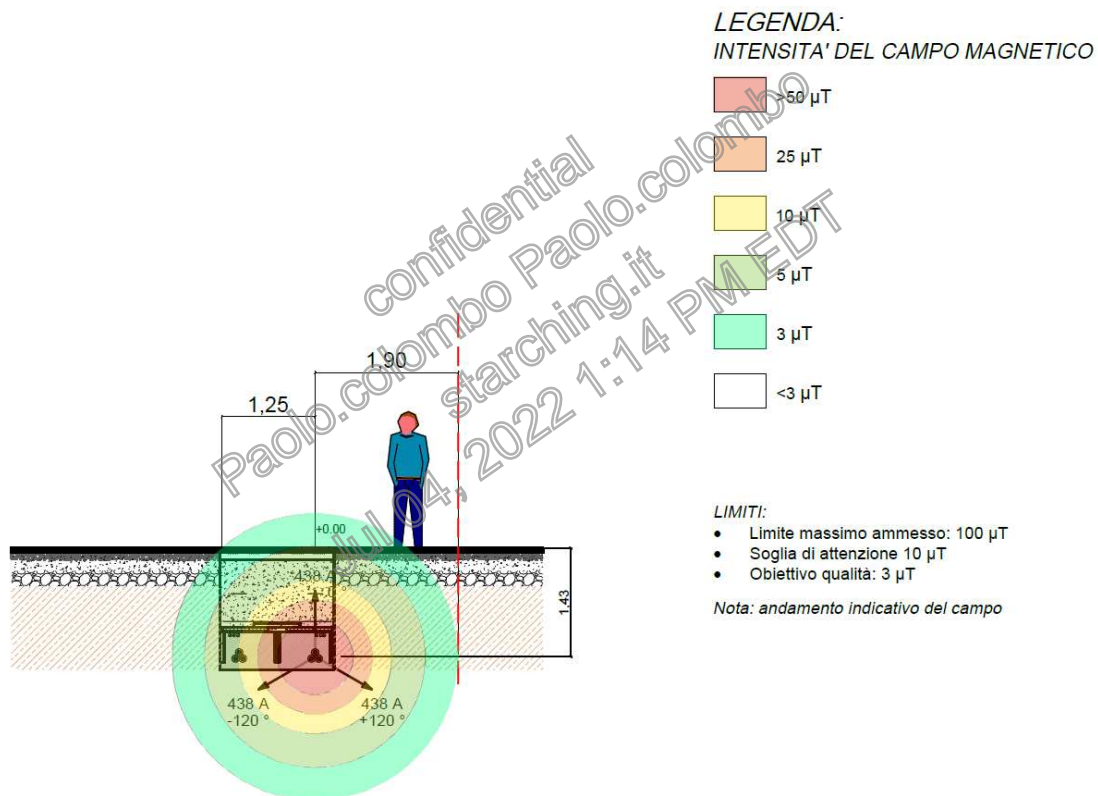 LEGENDA:
INTENSITA' DEL CAMPO MAGNETICO
>50 µT
25 µT
10 µT
5 µT
3 µT
<3 µT
confidential
Paolo.colombo Paolo.colombo
starching.it
Jul 04, 2022 1:14 PM EDT
1,90
1,25
+0.00
438 A
1,43
438 A
-120 °
438 A
+120 °
LIMITI:
• Limite massimo ammesso: 100 µT
• Soglia di attenzione 10 µT
• Obiettivo qualità: 3 µT
Nota: andamento indicativo del campo